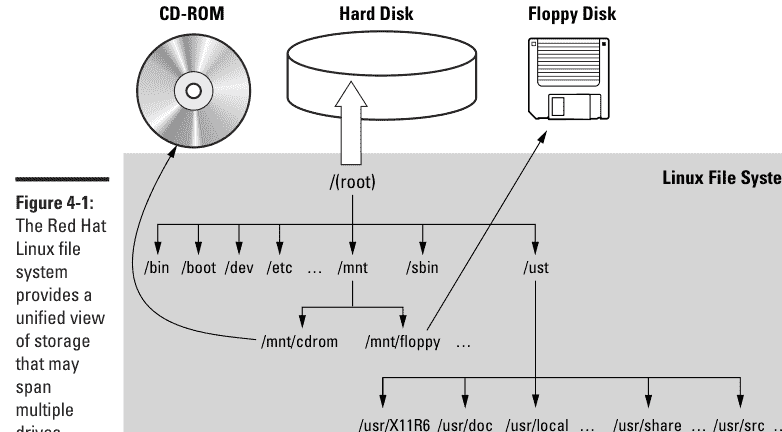 CD-ROM Hard Disk Floppy Disk
/(root)
Linux File Syste
Figure 4-1:
The Red Hat
Linux file
system
provides a
unified view
of storage
that may
span
multiple
drives
/bin /boot /dev /etc ... /mnt /sbin /ust
/mnt/cdrom /mnt/floppy ...
/usr/X11R6 /usr/doc /usr/local ... /usr/share ... /usr/src ...